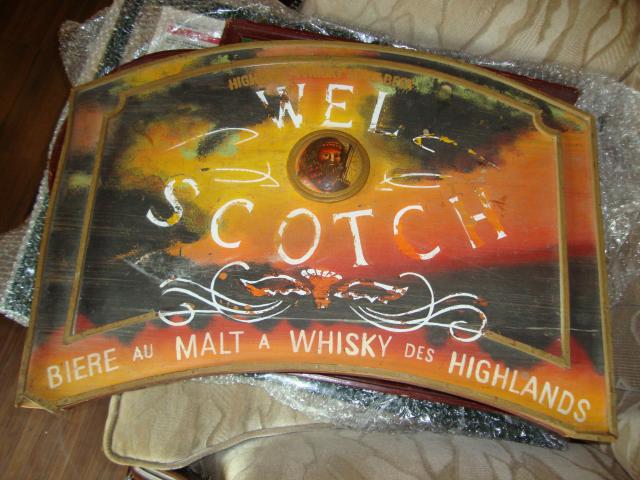 WEL
SCOTCH
BIERE AU MALT A WHISKY DES HIGHLANDS